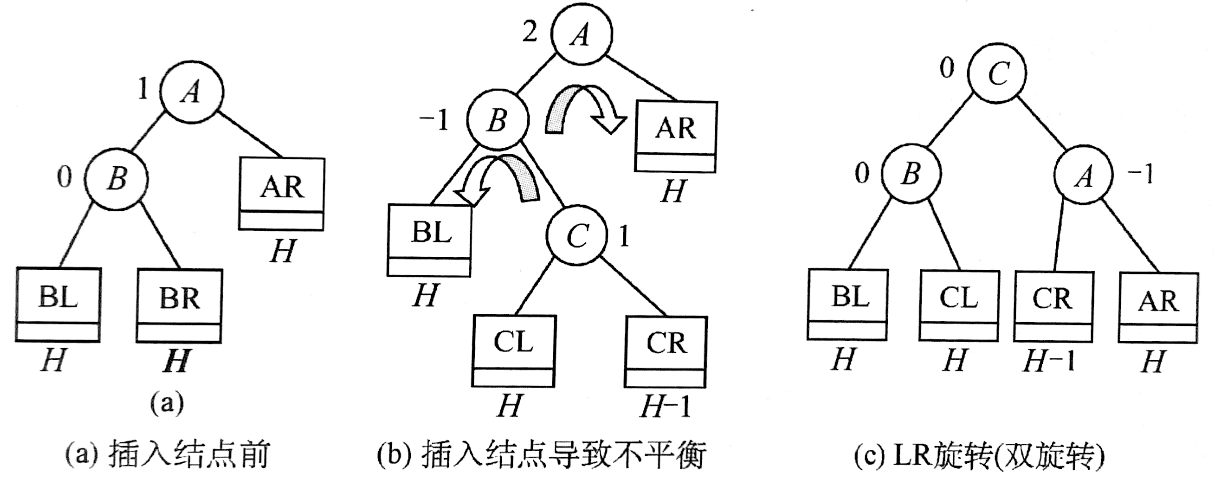 1 A
0 B
AR
H
BL BR
H H
(a)
(a) 插入结点前
2 A
-1 B
AR
H
BL
H
C 1
CL CR
H H-1
(b) 插入结点导致不平衡
0 C
0 B A -1
BL CL CR AR
H H H-1 H
(c) LR旋转(双旋转)